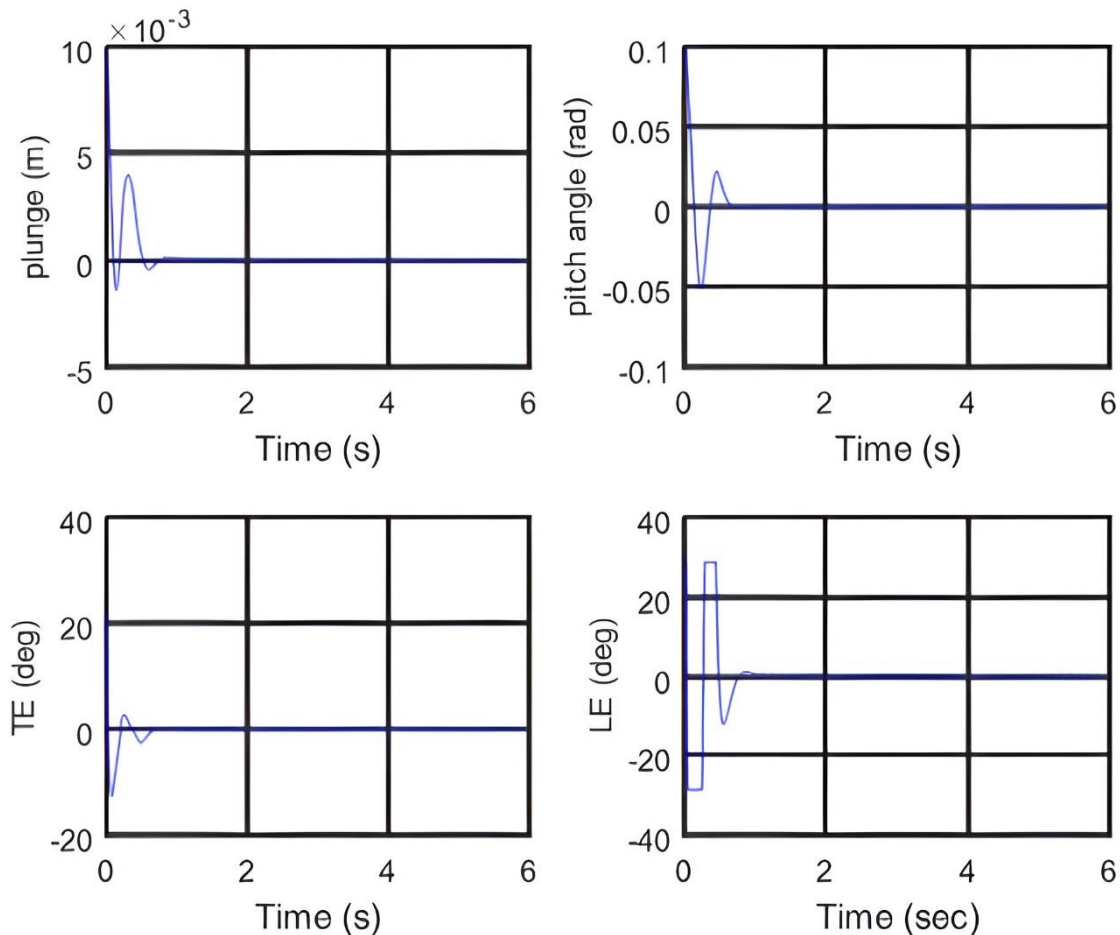 × 10⁻³
10
5
0
-5
plunge (m)
0 2 4 6
Time (s)
0.1
0.05
0
-0.05
-0.1
pitch angle (rad)
0 2 4 6
Time (s)
40
20
0
-20
TE (deg)
0 2 4 6
Time (s)
40
20
0
-20
-40
LE (deg)
0 2 4 6
Time (sec)